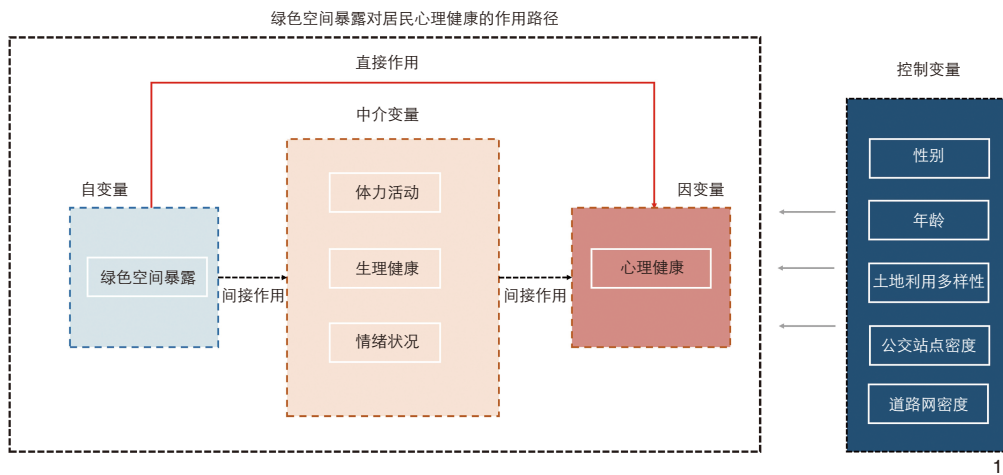 绿色空间暴露对居民心理健康的作用路径
直接作用
控制变量
中介变量
性别
体力活动
自变量
因变量
年龄
绿色空间暴露
生理健康
心理健康
土地利用多样性
间接作用
间接作用
情绪状况
公交站点密度
道路网密度
1